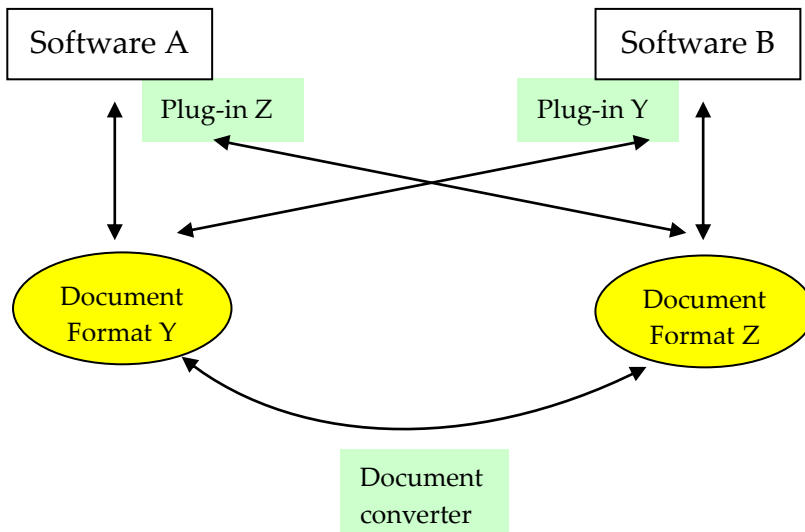 Software A
Software B
Plug-in Z
Plug-in Y
Document
Format Y
Document
Format Z
Document
converter